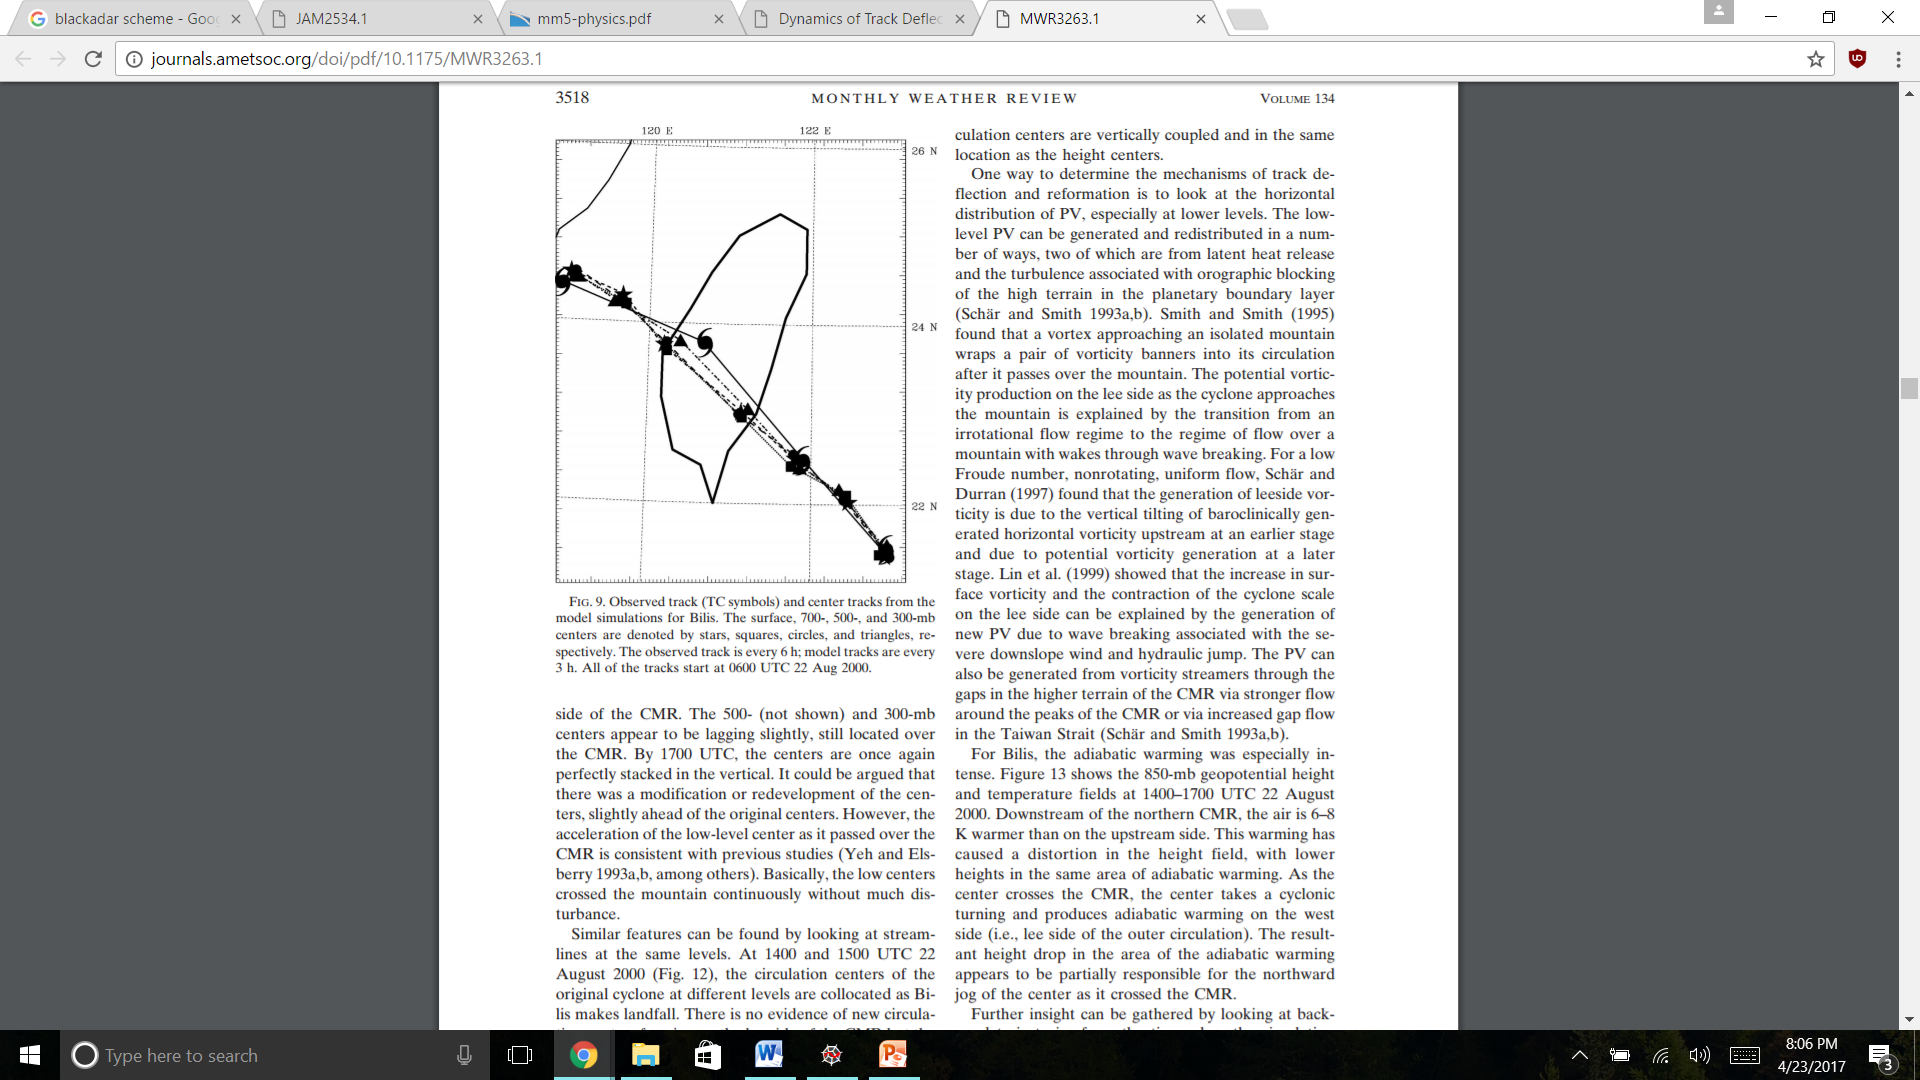 blackadar scheme - Goo
JAM2534.1
mm5-physics.pdf
Dynamics of Track Deflec
MWR3263.1
journals.ametsoc.org/doi/pdf/10.1175/MWR3263.1
3518
MONTHLY WEATHER REVIEW
VOLUME 134
120 E
122 E
26 N
24 N
22 N
FIG. 9. Observed track (TC symbols) and center tracks from the
model simulations for Bilis. The surface, 700-, 500-, and 300-mb
centers are denoted by stars, squares, circles, and triangles, re-
spectively. The observed track is every 6 h; model tracks are every
3 h. All of the tracks start at 0600 UTC 22 Aug 2000.
side of the CMR. The 500- (not shown) and 300-mb
centers appear to be lagging slightly, still located over
the CMR. By 1700 UTC, the centers are once again
perfectly stacked in the vertical. It could be argued that
there was a modification or redevelopment of the cen-
ters, slightly ahead of the original centers. However, the
acceleration of the low-level center as it passed over the
CMR is consistent with previous studies (Yeh and Els-
berry 1993a,b, among others). Basically, the low centers
crossed the mountain continuously without much dis-
turbance.
Similar features can be found by looking at stream-
lines at the same levels. At 1400 and 1500 UTC 22
August 2000 (Fig. 12), the circulation centers of the
original cyclone at different levels are collocated as Bi-
lis makes landfall. There is no evidence of new circula-
culation centers are vertically coupled and in the same
location as the height centers.
One way to determine the mechanisms of track de-
flection and reformation is to look at the horizontal
distribution of PV, especially at lower levels. The low-
level PV can be generated and redistributed in a num-
ber of ways, two of which are from latent heat release
and the turbulence associated with orographic blocking
of the high terrain in the planetary boundary layer
(Schär and Smith 1993a,b). Smith and Smith (1995)
found that a vortex approaching an isolated mountain
wraps a pair of vorticity banners into its circulation
after it passes over the mountain. The potential vortic-
ity production on the lee side as the cyclone approaches
the mountain is explained by the transition from an
irrotational flow regime to the regime of flow over a
mountain with wakes through wave breaking. For a low
Froude number, nonrotating, uniform flow, Schär and
Durran (1997) found that the generation of leeside vor-
ticity is due to the vertical tilting of baroclinically gen-
erated horizontal vorticity upstream at an earlier stage
and due to potential vorticity generation at a later
stage. Lin et al. (1999) showed that the increase in sur-
face vorticity and the contraction of the cyclone scale
on the lee side can be explained by the generation of
new PV due to wave breaking associated with the se-
vere downslope wind and hydraulic jump. The PV can
also be generated from vorticity streamers through the
gaps in the higher terrain of the CMR via stronger flow
around the peaks of the CMR or via increased gap flow
in the Taiwan Strait (Schär and Smith 1993a,b).
For Bilis, the adiabatic warming was especially in-
tense. Figure 13 shows the 850-mb geopotential height
and temperature fields at 1400–1700 UTC 22 August
2000. Downstream of the northern CMR, the air is 6–8
K warmer than on the upstream side. This warming has
caused a distortion in the height field, with lower
heights in the same area of adiabatic warming. As the
center crosses the CMR, the center takes a cyclonic
turning and produces adiabatic warming on the west
side (i.e., lee side of the outer circulation). The result-
ant height drop in the area of the adiabatic warming
appears to be partially responsible for the northward
jog of the center as it crossed the CMR.
Further insight can be gathered by looking at back-
Type here to search
8:06 PM
4/23/2017
3